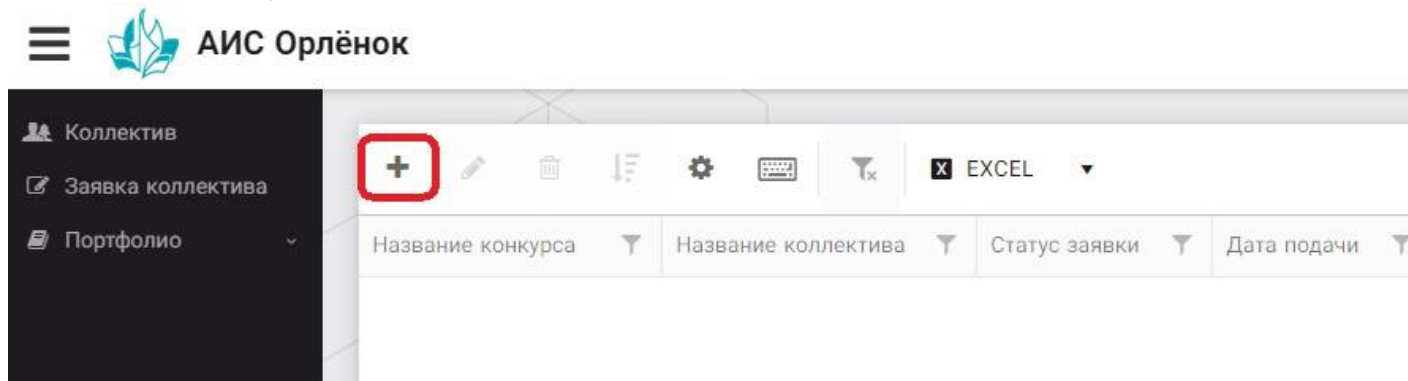 АИС Орлёнок
Коллектив
Заявка коллектива
Портфолио
X EXCEL
Название конкурса Название коллектива Статус заявки Дата подачи